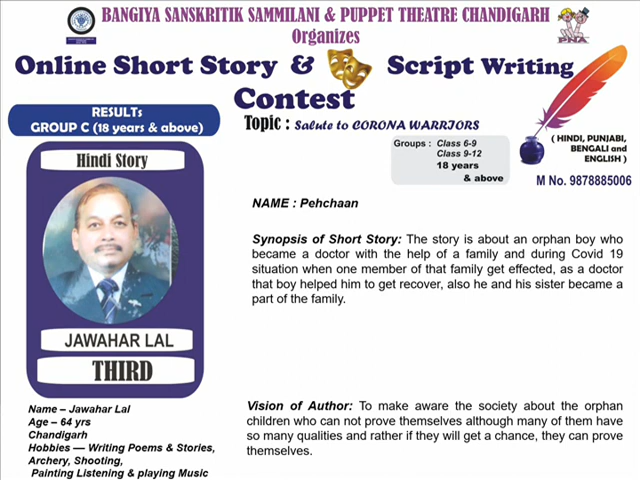 BANGIYA SANSKRITIK SAMMILANI & PUPPET THEATRE CHANDIGARH
Organizes
Online Short Story & Script Writing
Contest
PNA
RESULTs
GROUP C (18 years & above)
Topic : Salute to CORONA WARRIORS
( HINDI, PUNJABI,
BENGALI and
ENGLISH )
Groups : Class 6-9
Class 9-12
18 years
& above
M No. 9878885006
Hindi Story
JAWAHAR LAL
THIRD
Name – Jawahar Lal
Age – 64 yrs
Chandigarh
Hobbies — Writing Poems & Stories,
Archery, Shooting,
Painting Listening & playing Music
NAME : Pehchaan
Synopsis of Short Story: The story is about an orphan boy who
became a doctor with the help of a family and during Covid 19
situation when one member of that family get effected, as a doctor
that boy helped him to get recover, also he and his sister became a
part of the family.
Vision of Author: To make aware the society about the orphan
children who can not prove themselves although many of them have
so many qualities and rather if they will get a chance, they can prove
themselves.